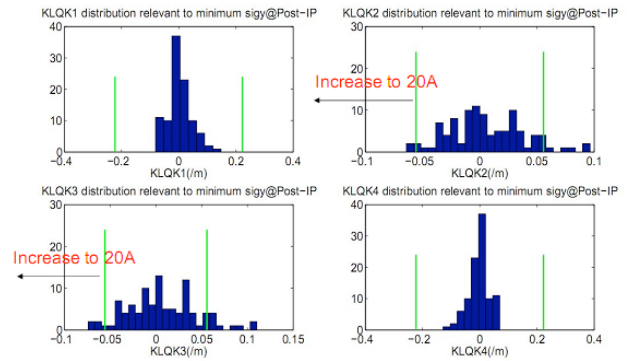 KLQK1 distribution relevant to minimum sigy@Post-IP
40
30
20
10
0
-0.4 -0.2 0 0.2 0.4
KLQK1(/m)
KLQK2 distribution relevant to minimum sigy@Post-IP
30
20
10
0
-0.1 -0.05 0 0.05 0.1
KLQK2(/m)
Increase to 20A
KLQK3 distribution relevant to minimum sigy@Post-IP
30
20
10
0
-0.1 -0.05 0 0.05 0.1 0.15
KLQK3(/m)
Increase to 20A
KLQK4 distribution relevant to minimum sigy@Post-IP
40
30
20
10
0
-0.4 -0.2 0 0.2 0.4
KLQK4(/m)